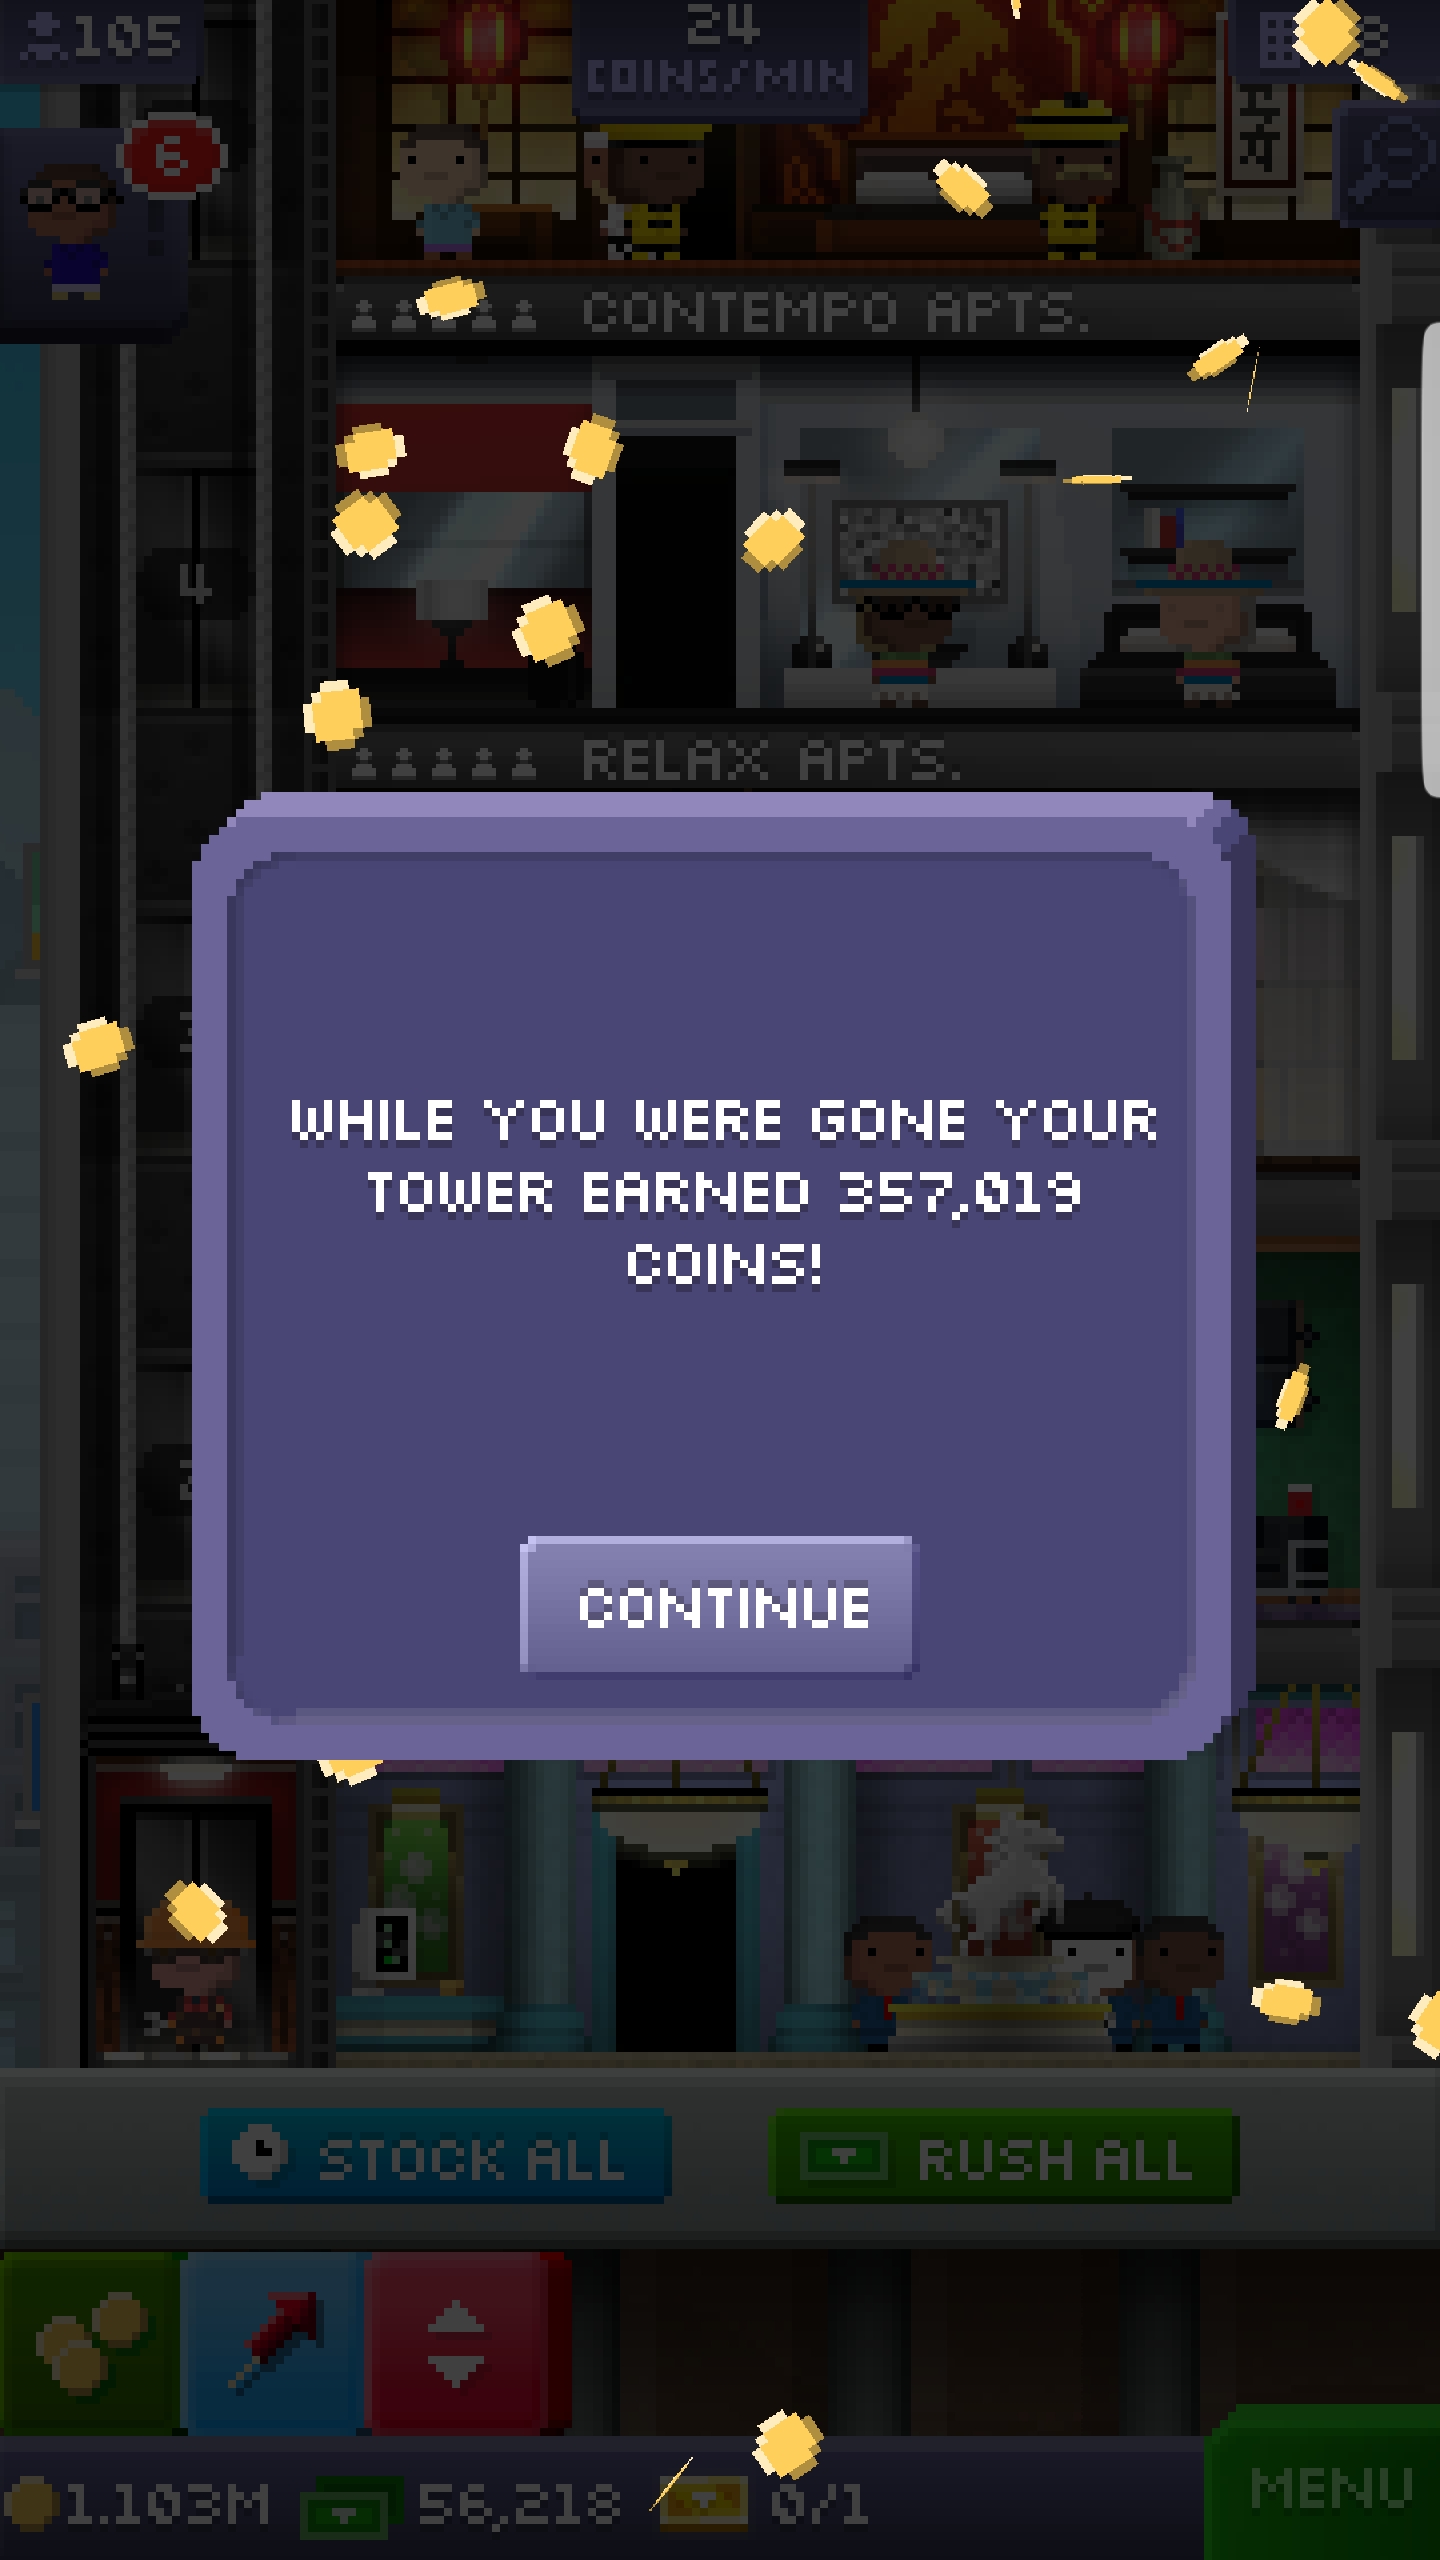 105
24
COINS/MIN
6
CONTEMPO APTS.
4
RELAX APTS.
WHILE YOU WERE GONE YOUR
TOWER EARNED 357,019
COINS!
CONTINUE
STOCK ALL
RUSH ALL
1.103M
56,218
0/1
MENU